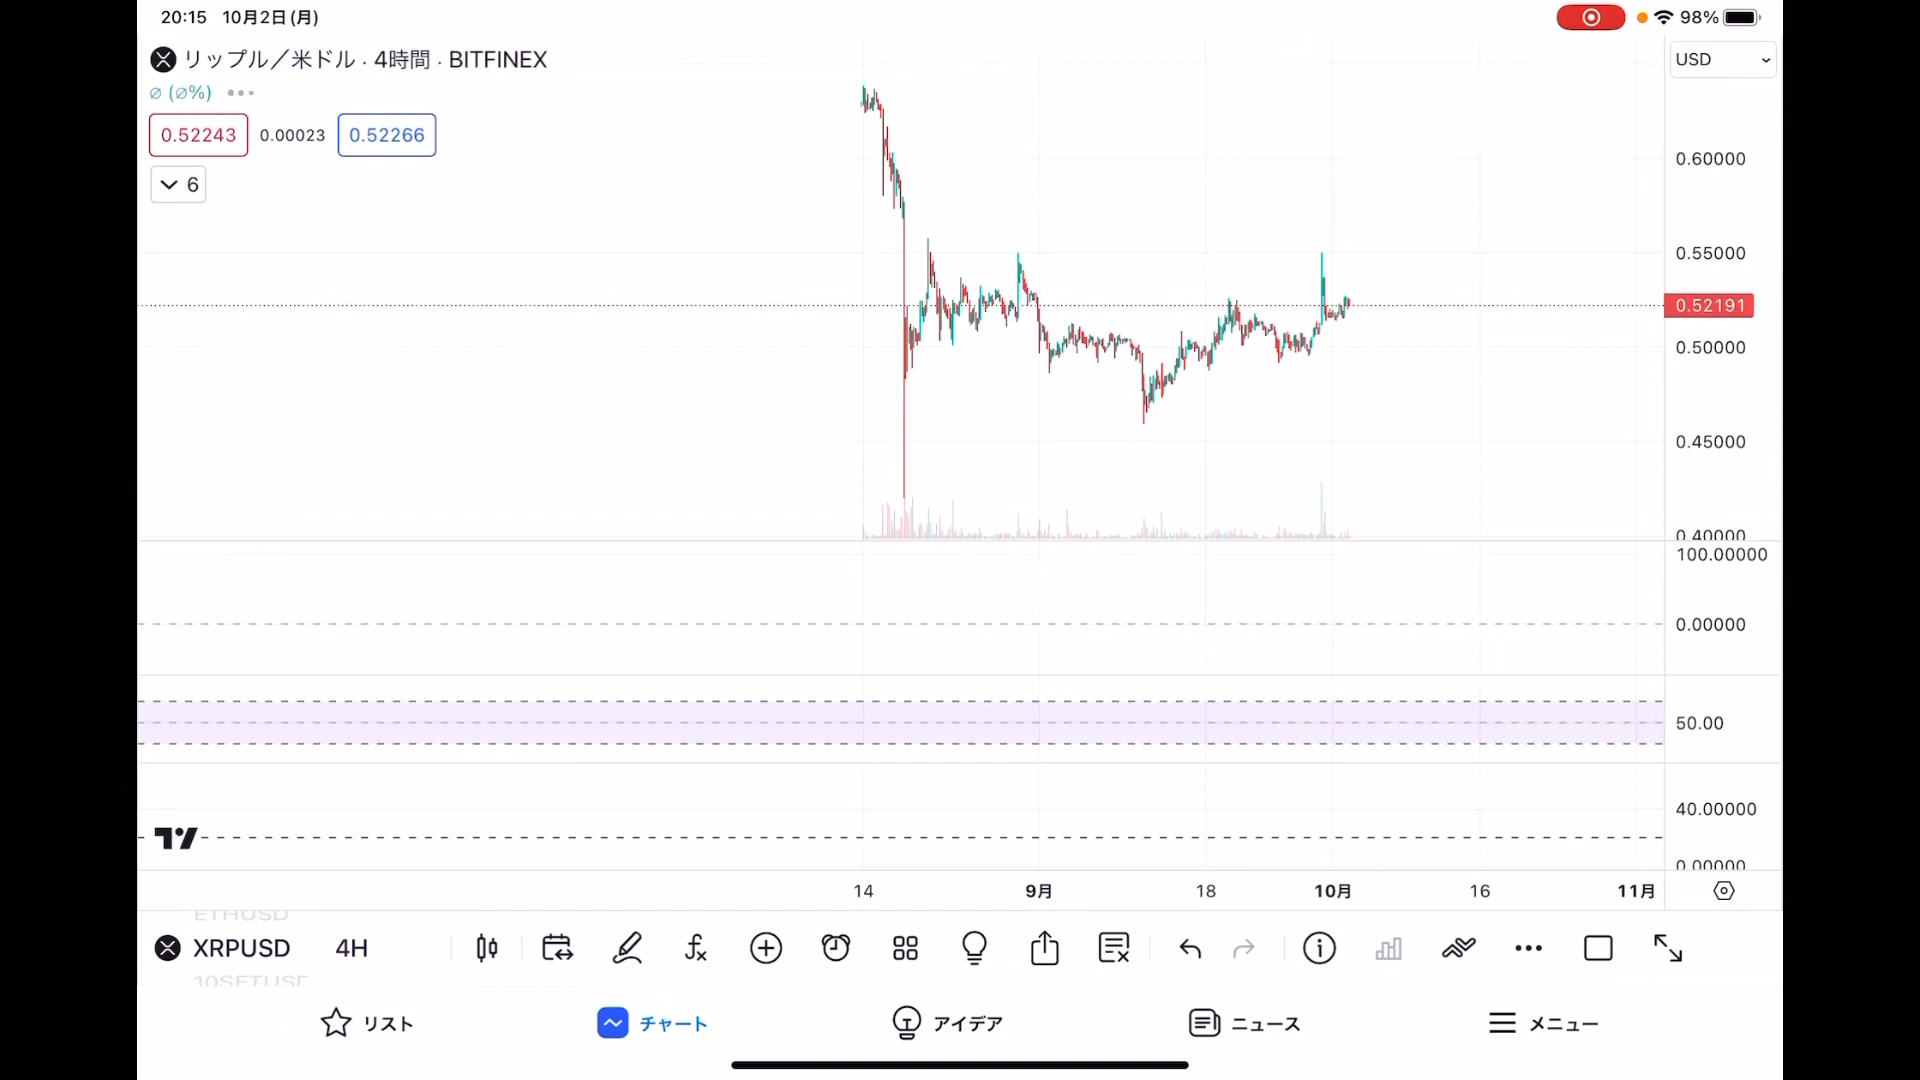 20:15 10月2日(月)
98%
リップル／米ドル · 4時間 · BITFINEX
USD
∅ (∅%) •••
0.52243 0.00023 0.52266
6
0.60000
0.55000
0.52191
0.50000
0.45000
0.40000
100.00000
0.00000
50.00
40.00000
0.00000
14 9月 18 10月 16 11月
ETHUSD
XRPUSD 4H
リスト チャート アイデア ニュース メニュー